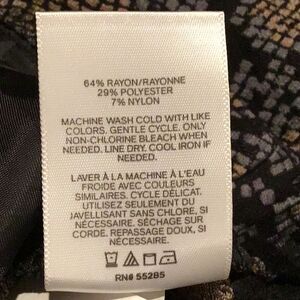 64% RAYON/RAYONNE
29% POLYESTER
7% NYLON
MACHINE WASH COLD WITH LIKE
COLORS. GENTLE CYCLE. ONLY
NON-CHLORINE BLEACH WHEN
NEEDED. LINE DRY. COOL IRON IF
NEEDED.
LAVER À LA MACHINE À L'EAU
FROIDE AVEC COULEURS
SIMILAIRES. CYCLE DÉLICAT.
UTILISEZ SEULEMENT DU
JAVELLISANT SANS CHLORE, SI
NÉCESSAIRE. SÉCHAGE SUR
CORDE. REPASSAGE DOUX, SI
NÉCESSAIRE.
RN# 55285